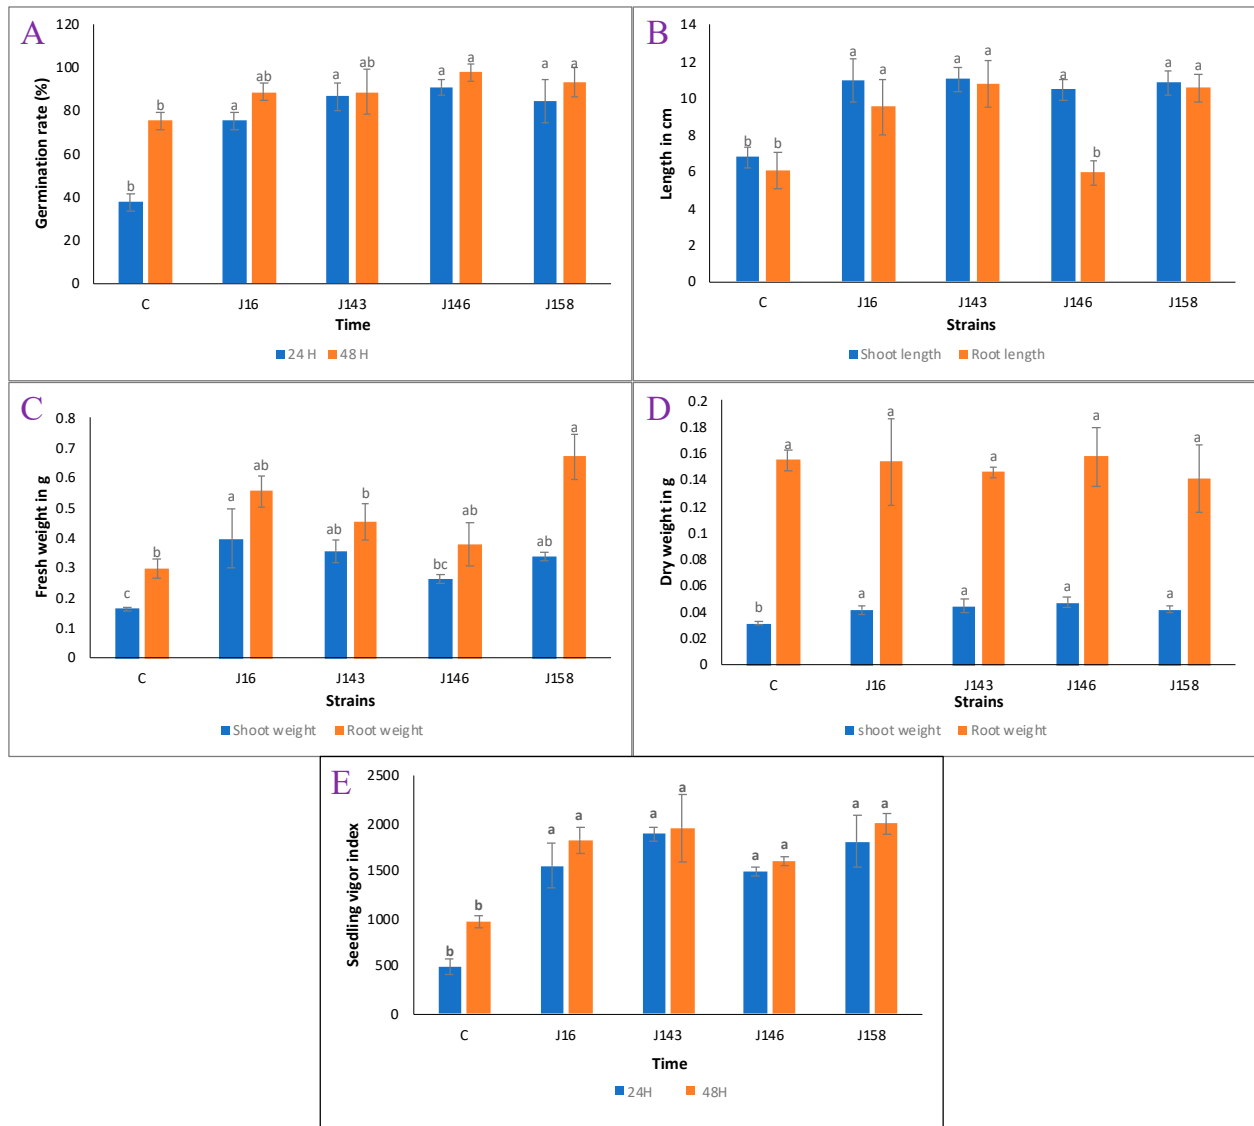 A
120
100
80
60
40
20
0
Germination rate (%)
b
b
a
ab
a
ab
a
a
a
a
C J16 J143 J146 J158
Time
24 H 48 H
B
14
12
10
8
6
4
2
0
Length in cm
b
b
a
a
a
a
a
b
a
a
C J16 J143 J146 J158
Strains
Shoot length Root length
C
0.8
0.7
0.6
0.5
0.4
0.3
0.2
0.1
0
Fresh weight in g
c
b
a
ab
ab
b
bc
ab
ab
a
C J16 J143 J146 J158
Strains
Shoot weight Root weight
D
0.2
0.18
0.16
0.14
0.12
0.1
0.08
0.06
0.04
0.02
0
Dry weight in g
b
a
a
a
a
a
a
a
a
a
C J16 J143 J146 J158
Strains
shoot weight Root weight
E
2500
2000
1500
1000
500
0
Seedling vigor index
b
b
a
a
a
a
a
a
a
a
C J16 J143 J146 J158
Time
24H 48H